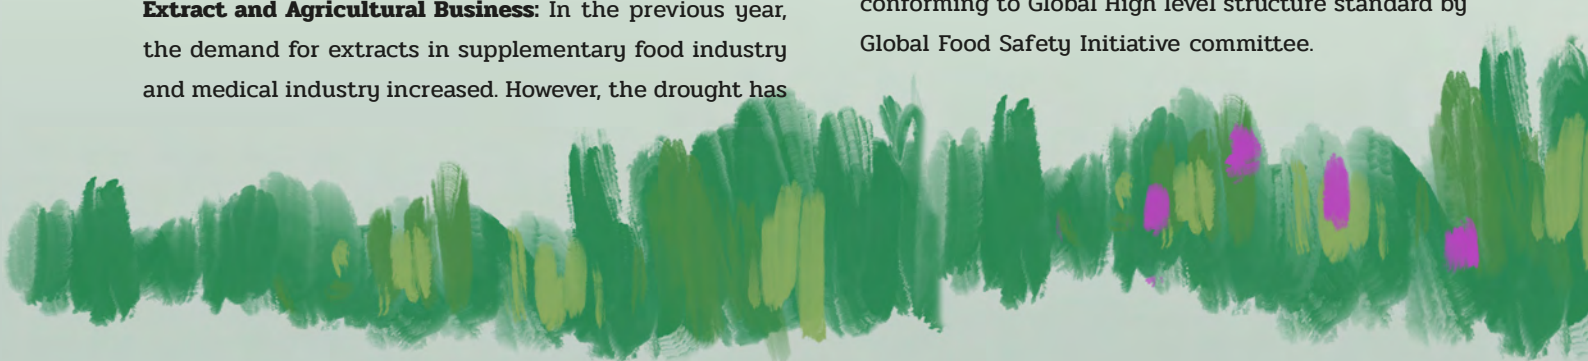 Extract and Agricultural Business: In the previous year,
the demand for extracts in supplementary food industry
and medical industry increased. However, the drought has
conforming to Global High level structure standard by
Global Food Safety Initiative committee.